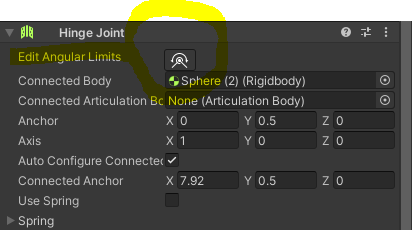 Hinge Joint
Edit Angular Limits
Connected Body Sphere (2) (Rigidbody)
Connected Articulation Bo None (Articulation Body)
Anchor X 0 Y 0.5 Z 0
Axis X 1 Y 0 Z 0
Auto Configure Connected
Connected Anchor X 7.92 Y 0.5 Z 0
Use Spring
Spring